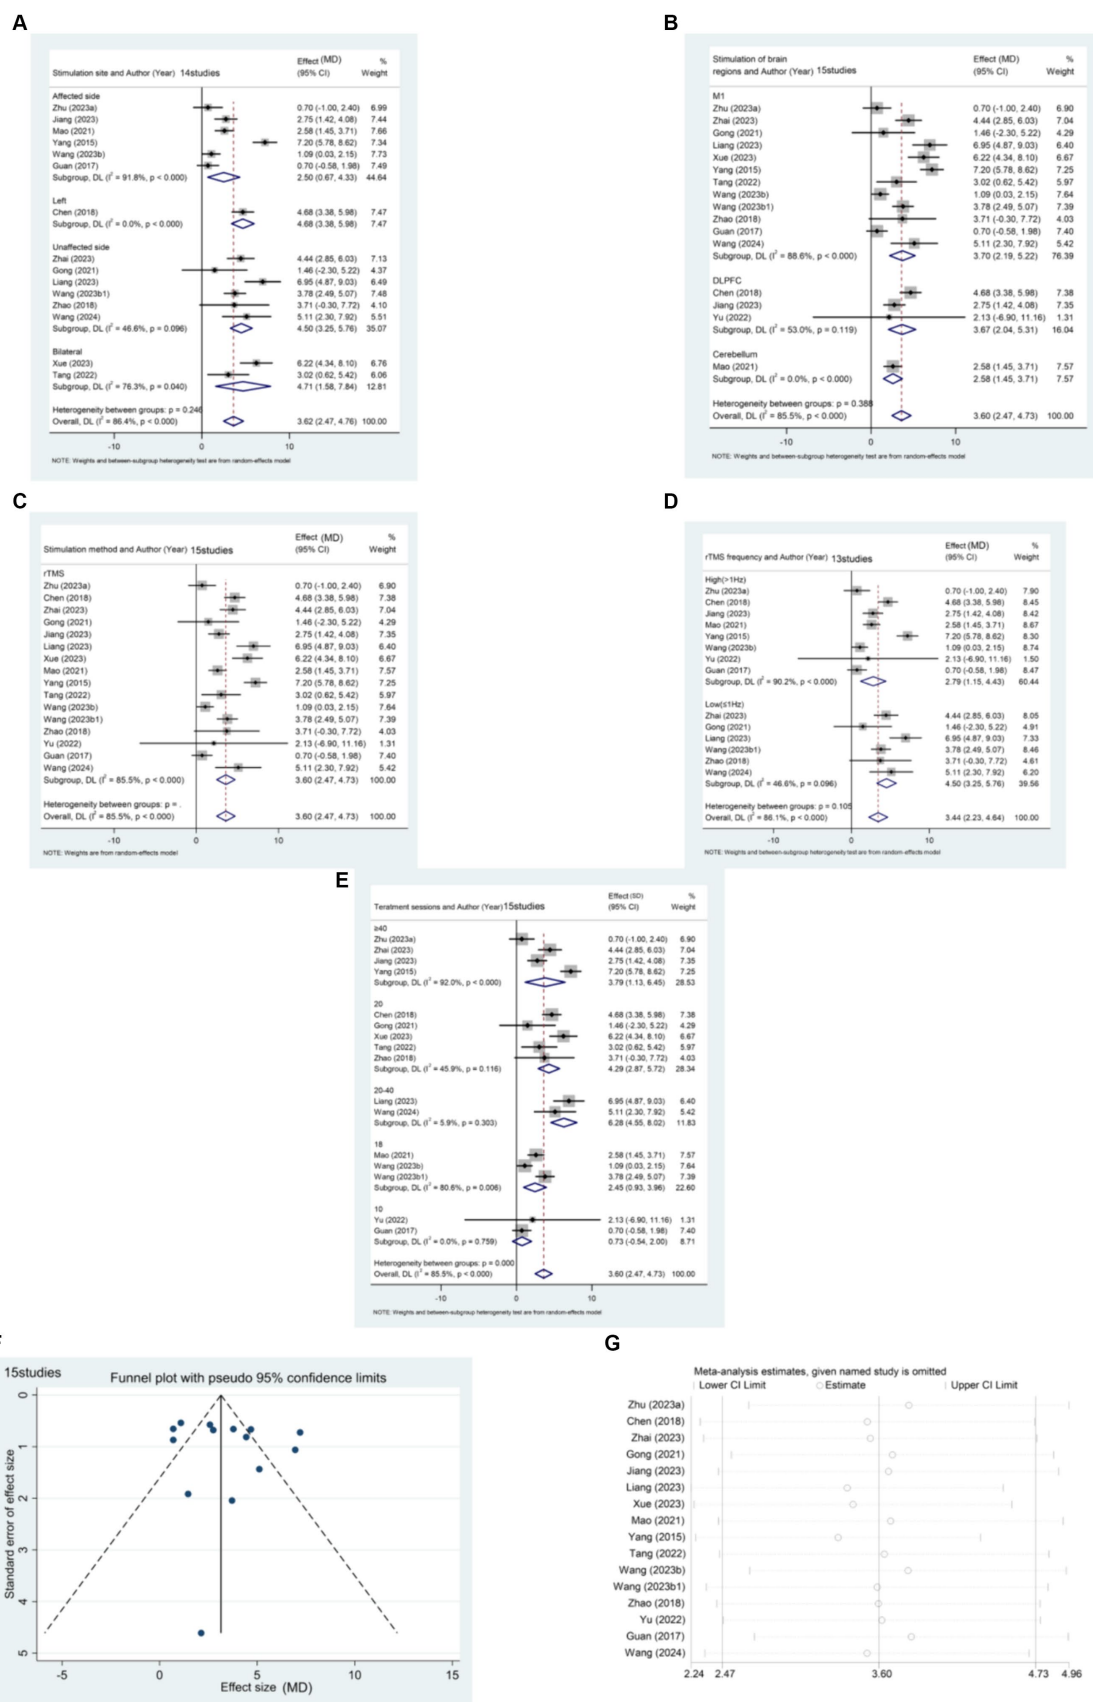 A
Stimulation site and Author (Year) 14studies
Effect (MD)
(95% CI)
%
Weight
Affected side
Zhu (2023a) 0.70 (-1.00, 2.40) 6.99
Jiang (2023) 2.75 (1.42, 4.08) 7.44
Mao (2021) 2.58 (1.45, 3.71) 7.66
Yang (2015) 7.20 (5.78, 8.62) 7.34
Wang (2023b) 1.09 (0.03, 2.15) 7.73
Guan (2017) 0.70 (-0.58, 1.98) 7.49
Subgroup, DL (I² = 91.8%, p < 0.000) 2.50 (0.67, 4.33) 44.64
Left
Chen (2018) 4.68 (3.38, 5.98) 7.47
Subgroup, DL (I² = 0.0%, p < 0.000) 4.68 (3.38, 5.98) 7.47
Unaffected side
Zhai (2023) 4.44 (2.85, 6.03) 7.13
Gong (2021) 1.46 (-2.30, 5.22) 4.37
Liang (2023) 6.95 (4.87, 9.03) 6.49
Wang (2023b1) 3.78 (2.49, 5.07) 7.48
Zhao (2018) 3.71 (-0.30, 7.72) 4.10
Wang (2024) 5.11 (2.30, 7.92) 5.51
Subgroup, DL (I² = 46.6%, p = 0.096) 4.50 (3.25, 5.76) 35.07
Bilateral
Xue (2023) 6.22 (4.34, 8.10) 6.76
Tang (2022) 3.02 (0.62, 5.42) 6.06
Subgroup, DL (I² = 76.3%, p = 0.040) 4.71 (1.58, 7.84) 12.81
Heterogeneity between groups: p = 0.246
Overall, DL (I² = 86.4%, p < 0.000) 3.62 (2.47, 4.76) 100.00
-10 0 10
NOTE: Weights and between-subgroup heterogeneity test are from random-effects model
B
Stimulation of brain
regions and Author (Year) 15studies
Effect (MD)
(95% CI)
%
Weight
M1
Zhu (2023a) 0.70 (-1.00, 2.40) 6.90
Zhai (2023) 4.44 (2.85, 6.03) 7.04
Gong (2021) 1.46 (-2.30, 5.22) 4.29
Liang (2023) 6.95 (4.87, 9.03) 6.40
Xue (2023) 6.22 (4.34, 8.10) 6.67
Yang (2015) 7.20 (5.78, 8.62) 7.25
Tang (2022) 3.02 (0.62, 5.42) 5.97
Wang (2023b) 1.09 (0.03, 2.15) 7.64
Wang (2023b1) 3.78 (2.49, 5.07) 7.39
Zhao (2018) 3.71 (-0.30, 7.72) 4.03
Guan (2017) 0.70 (-0.58, 1.98) 7.40
Wang (2024) 5.11 (2.30, 7.92) 5.42
Subgroup, DL (I² = 88.6%, p < 0.000) 3.70 (2.19, 5.22) 76.39
DLPFC
Chen (2018) 4.68 (3.38, 5.98) 7.38
Jiang (2023) 2.75 (1.42, 4.08) 7.35
Yu (2022) 2.13 (-6.90, 11.16) 1.31
Subgroup, DL (I² = 53.0%, p = 0.119) 3.67 (2.04, 5.31) 16.04
Cerebellum
Mao (2021) 2.58 (1.45, 3.71) 7.57
Subgroup, DL (I² = 0.0%, p < 0.000) 2.58 (1.45, 3.71) 7.57
Heterogeneity between groups: p = 0.388
Overall, DL (I² = 85.5%, p < 0.000) 3.60 (2.47, 4.73) 100.00
-10 0 10
NOTE: Weights and between-subgroup heterogeneity test are from random-effects model
C
Stimulation method and Author (Year) 15studies
Effect (MD)
(95% CI)
%
Weight
rTMS
Zhu (2023a) 0.70 (-1.00, 2.40) 6.90
Chen (2018) 4.68 (3.38, 5.98) 7.38
Zhai (2023) 4.44 (2.85, 6.03) 7.04
Gong (2021) 1.46 (-2.30, 5.22) 4.29
Jiang (2023) 2.75 (1.42, 4.08) 7.35
Liang (2023) 6.95 (4.87, 9.03) 6.40
Xue (2023) 6.22 (4.34, 8.10) 6.67
Mao (2021) 2.58 (1.45, 3.71) 7.57
Yang (2015) 7.20 (5.78, 8.62) 7.25
Tang (2022) 3.02 (0.62, 5.42) 5.97
Wang (2023b) 1.09 (0.03, 2.15) 7.64
Wang (2023b1) 3.78 (2.49, 5.07) 7.39
Zhao (2018) 3.71 (-0.30, 7.72) 4.03
Yu (2022) 2.13 (-6.90, 11.16) 1.31
Guan (2017) 0.70 (-0.58, 1.98) 7.40
Wang (2024) 5.11 (2.30, 7.92) 5.42
Subgroup, DL (I² = 85.5%, p < 0.000) 3.60 (2.47, 4.73) 100.00
Heterogeneity between groups: p = .
Overall, DL (I² = 85.5%, p < 0.000) 3.60 (2.47, 4.73) 100.00
-10 0 10
NOTE: Weights are from random-effects model
D
rTMS frequency and Author (Year) 13studies
Effect (MD)
(95% CI)
%
Weight
High(>1Hz)
Zhu (2023a) 0.70 (-1.00, 2.40) 7.90
Chen (2018) 4.68 (3.38, 5.98) 8.45
Jiang (2023) 2.75 (1.42, 4.08) 8.42
Mao (2021) 2.58 (1.45, 3.71) 8.67
Yang (2015) 7.20 (5.78, 8.62) 8.30
Wang (2023b) 1.09 (0.03, 2.15) 8.74
Yu (2022) 2.13 (-6.90, 11.16) 1.50
Guan (2017) 0.70 (-0.58, 1.98) 8.47
Subgroup, DL (I² = 90.2%, p < 0.000) 2.79 (1.15, 4.43) 60.44
Low(≤1Hz)
Zhai (2023) 4.44 (2.85, 6.03) 8.05
Gong (2021) 1.46 (-2.30, 5.22) 4.91
Liang (2023) 6.95 (4.87, 9.03) 7.33
Wang (2023b1) 3.78 (2.49, 5.07) 8.46
Zhao (2018) 3.71 (-0.30, 7.72) 4.61
Wang (2024) 5.11 (2.30, 7.92) 6.20
Subgroup, DL (I² = 46.6%, p = 0.096) 4.50 (3.25, 5.76) 39.56
Heterogeneity between groups: p = 0.105
Overall, DL (I² = 86.1%, p < 0.000) 3.44 (2.23, 4.64) 100.00
-10 0 10
NOTE: Weights and between-subgroup heterogeneity test are from random-effects model
E
Teratment sessions and Author (Year) 15studies
Effect (SD)
(95% CI)
%
Weight
≥40
Zhu (2023a) 0.70 (-1.00, 2.40) 6.90
Zhai (2023) 4.44 (2.85, 6.03) 7.04
Jiang (2023) 2.75 (1.42, 4.08) 7.35
Yang (2015) 7.20 (5.78, 8.62) 7.25
Subgroup, DL (I² = 92.0%, p < 0.000) 3.79 (1.13, 6.45) 28.53
20
Chen (2018) 4.68 (3.38, 5.98) 7.38
Gong (2021) 1.46 (-2.30, 5.22) 4.29
Xue (2023) 6.22 (4.34, 8.10) 6.67
Tang (2022) 3.02 (0.62, 5.42) 5.97
Zhao (2018) 3.71 (-0.30, 7.72) 4.03
Subgroup, DL (I² = 45.9%, p = 0.116) 4.29 (2.87, 5.72) 28.34
20-40
Liang (2023) 6.95 (4.87, 9.03) 6.40
Wang (2024) 5.11 (2.30, 7.92) 5.42
Subgroup, DL (I² = 5.9%, p = 0.303) 6.28 (4.55, 8.02) 11.83
18
Mao (2021) 2.58 (1.45, 3.71) 7.57
Wang (2023b) 1.09 (0.03, 2.15) 7.64
Wang (2023b1) 3.78 (2.49, 5.07) 7.39
Subgroup, DL (I² = 80.6%, p = 0.006) 2.45 (0.93, 3.96) 22.60
10
Yu (2022) 2.13 (-6.90, 11.16) 1.31
Guan (2017) 0.70 (-0.58, 1.98) 7.40
Subgroup, DL (I² = 0.0%, p = 0.759) 0.73 (-0.54, 2.00) 8.71
Heterogeneity between groups: p = 0.000
Overall, DL (I² = 85.5%, p < 0.000) 3.60 (2.47, 4.73) 100.00
-10 0 10
NOTE: Weights and between-subgroup heterogeneity test are from random-effects model
15studies
Funnel plot with pseudo 95% confidence limits
Standard error of effect size
0
1
2
3
4
5
-5 0 5 10 15
Effect size (MD)
G
Meta-analysis estimates, given named study is omitted
Lower CI Limit Estimate Upper CI Limit
Zhu (2023a)
Chen (2018)
Zhai (2023)
Gong (2021)
Jiang (2023)
Liang (2023)
Xue (2023)
Mao (2021)
Yang (2015)
Tang (2022)
Wang (2023b)
Wang (2023b1)
Zhao (2018)
Yu (2022)
Guan (2017)
Wang (2024)
2.24 2.47 3.60 4.73 4.96